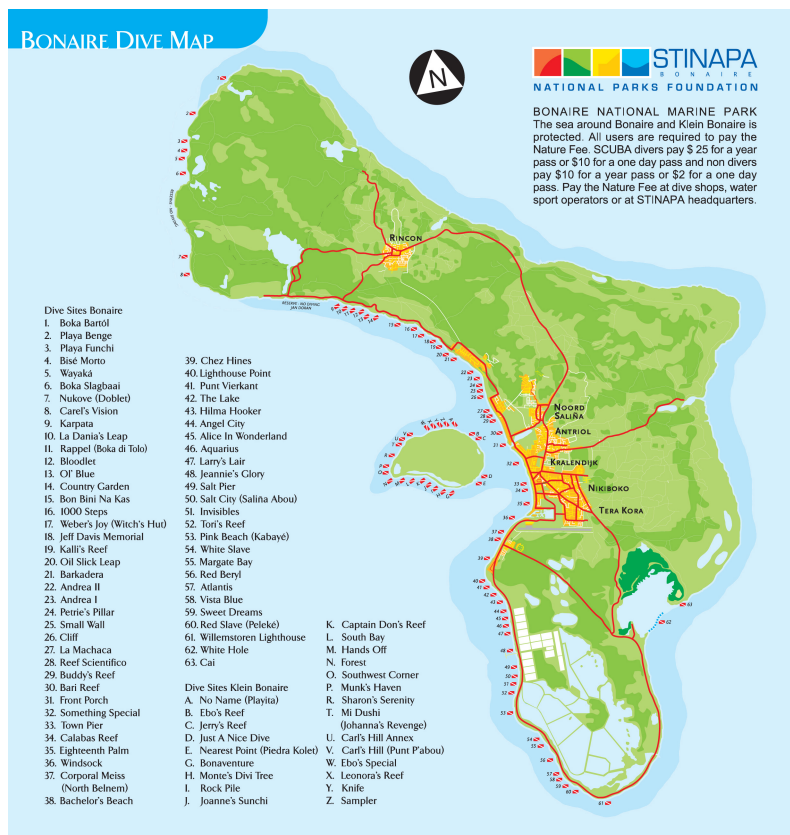 BONAIRE DIVE MAP
N
STINAPA
BONAIRE
NATIONAL PARKS FOUNDATION
BONAIRE NATIONAL MARINE PARK
The sea around Bonaire and Klein Bonaire is
protected. All users are required to pay the
Nature Fee. SCUBA divers pay $ 25 for a year
pass or $10 for a one day pass and non divers
pay $10 for a year pass or $2 for a one day
pass. Pay the Nature Fee at dive shops, water
sport operators or at STINAPA headquarters.
RINCON
RESERVE - NO DIVING
JAN DORAN
NOORD
SALIÑA
ANTRIOL
KRALENDIJK
NIKIBOKO
TERA KORA
Dive Sites Bonaire
1. Boka Bartól
2. Playa Benge
3. Playa Funchi
4. Bisé Morto
5. Wayaká
6. Boka Slagbaai
7. Nukove (Doblet)
8. Carel's Vision
9. Karpata
10. La Dania's Leap
11. Rappel (Boka di Tolo)
12. Bloodlet
13. Ol' Blue
14. Country Garden
15. Bon Bini Na Kas
16. 1000 Steps
17. Weber's Joy (Witch's Hut)
18. Jeff Davis Memorial
19. Kalli's Reef
20. Oil Slick Leap
21. Barkadera
22. Andrea II
23. Andrea I
24. Petrie's Pillar
25. Small Wall
26. Cliff
27. La Machaca
28. Reef Scientifico
29. Buddy's Reef
30. Bari Reef
31. Front Porch
32. Something Special
33. Town Pier
34. Calabas Reef
35. Eighteenth Palm
36. Windsock
37. Corporal Meiss
(North Belnem)
38. Bachelor's Beach
39. Chez Hines
40. Lighthouse Point
41. Punt Vierkant
42. The Lake
43. Hilma Hooker
44. Angel City
45. Alice In Wonderland
46. Aquarius
47. Larry's Lair
48. Jeannie's Glory
49. Salt Pier
50. Salt City (Saliña Abou)
51. Invisibles
52. Tori's Reef
53. Pink Beach (Kabayé)
54. White Slave
55. Margate Bay
56. Red Beryl
57. Atlantis
58. Vista Blue
59. Sweet Dreams
60. Red Slave (Peleké)
61. Willemstoren Lighthouse
62. White Hole
63. Cai
Dive Sites Klein Bonaire
A. No Name (Playita)
B. Ebo's Reef
C. Jerry's Reef
D. Just A Nice Dive
E. Nearest Point (Piedra Kolet)
G. Bonaventure
H. Monte's Divi Tree
I. Rock Pile
J. Joanne's Sunchi
K. Captain Don's Reef
L. South Bay
M. Hands Off
N. Forest
O. Southwest Corner
P. Munk's Haven
R. Sharon's Serenity
T. Mi Dushi
(Johanna's Revenge)
U. Carl's Hill Annex
V. Carl's Hill (Punt P'abou)
W. Ebo's Special
X. Leonora's Reef
Y. Knife
Z. Sampler